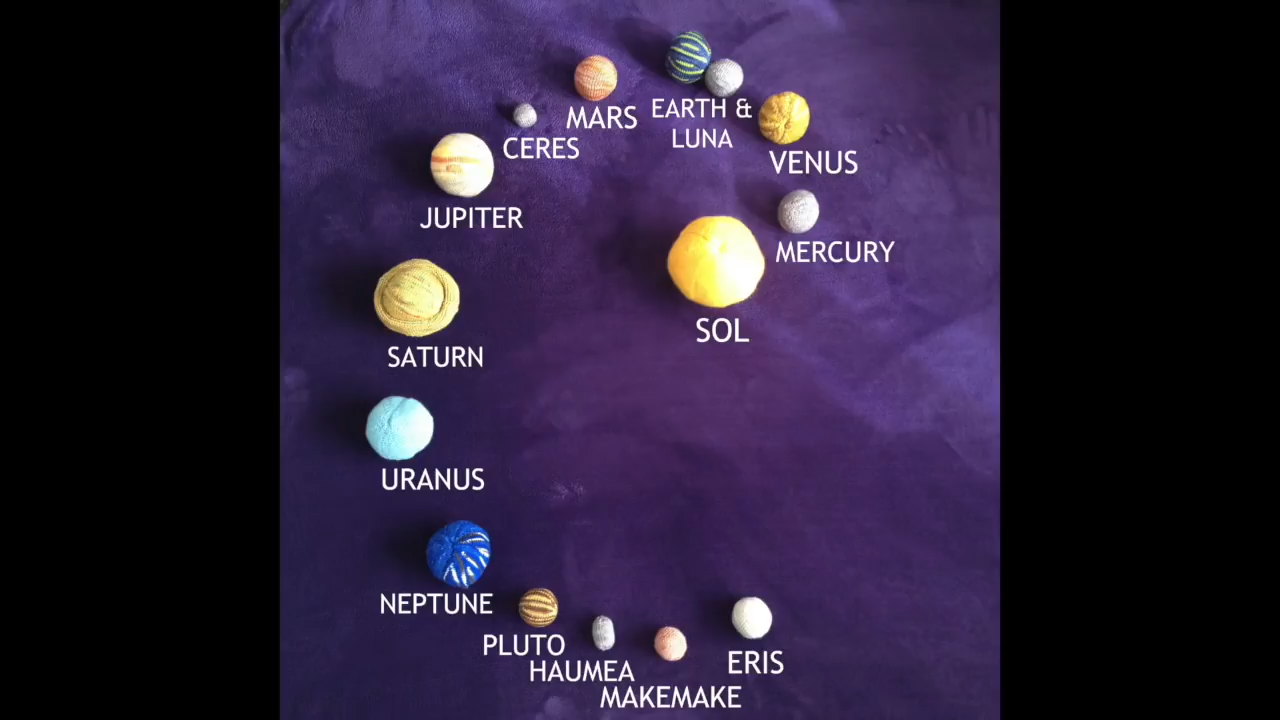 EARTH &
LUNA
MARS
CERES
VENUS
JUPITER
MERCURY
SOL
SATURN
URANUS
NEPTUNE
PLUTO
HAUMEA
MAKEMAKE
ERIS